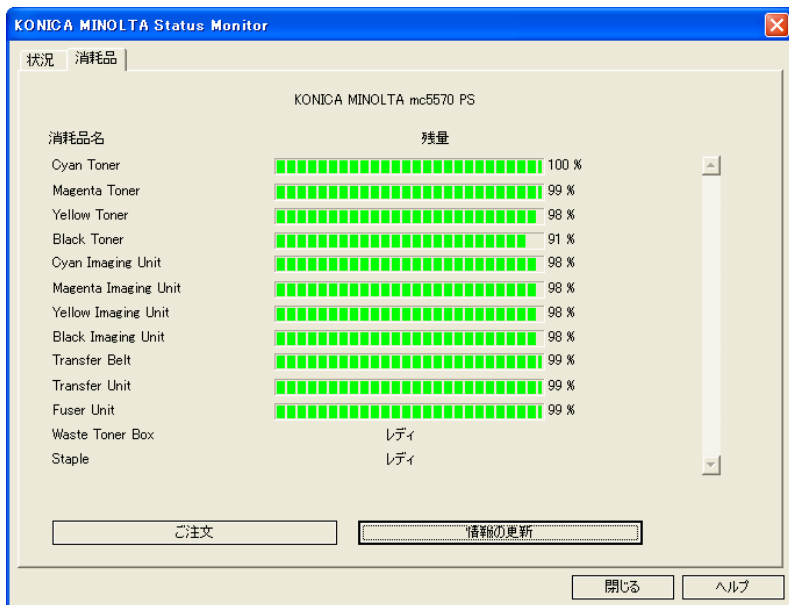 KONICA MINOLTA Status Monitor
状況 消耗品
KONICA MINOLTA mc5570 PS
消耗品名 残量
Cyan Toner 100 %
Magenta Toner 99 %
Yellow Toner 98 %
Black Toner 91 %
Cyan Imaging Unit 98 %
Magenta Imaging Unit 98 %
Yellow Imaging Unit 98 %
Black Imaging Unit 98 %
Transfer Belt 99 %
Transfer Unit 99 %
Fuser Unit 99 %
Waste Toner Box レディ
Staple レディ
ご注文 情報の更新
閉じる ヘルプ